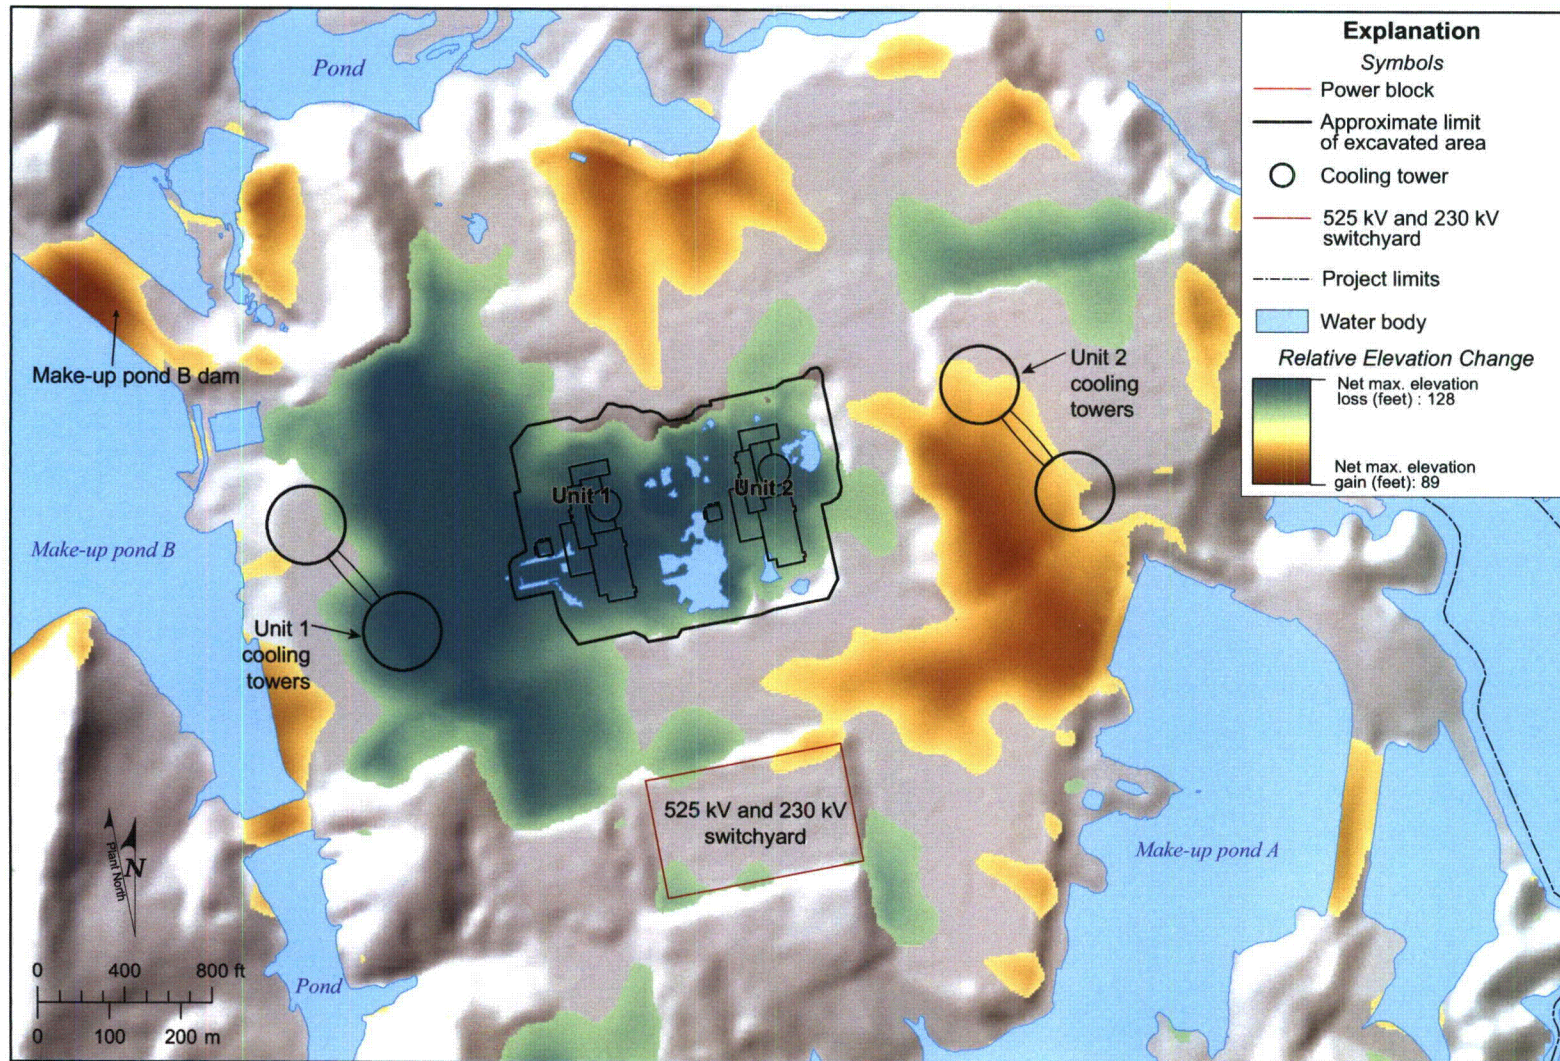 Pond
Make-up pond B dam
Make-up pond B
Unit 1
cooling
towers
Unit 1
Unit 2
Unit 2
cooling
towers
525 kV and 230 kV
switchyard
Make-up pond A
Pond
Plant North
N
0 400 800 ft
0 100 200 m
Explanation
Symbols
Power block
Approximate limit
of excavated area
Cooling tower
525 kV and 230 kV
switchyard
Project limits
Water body
Relative Elevation Change
Net max. elevation
loss (feet) : 128
Net max. elevation
gain (feet): 89